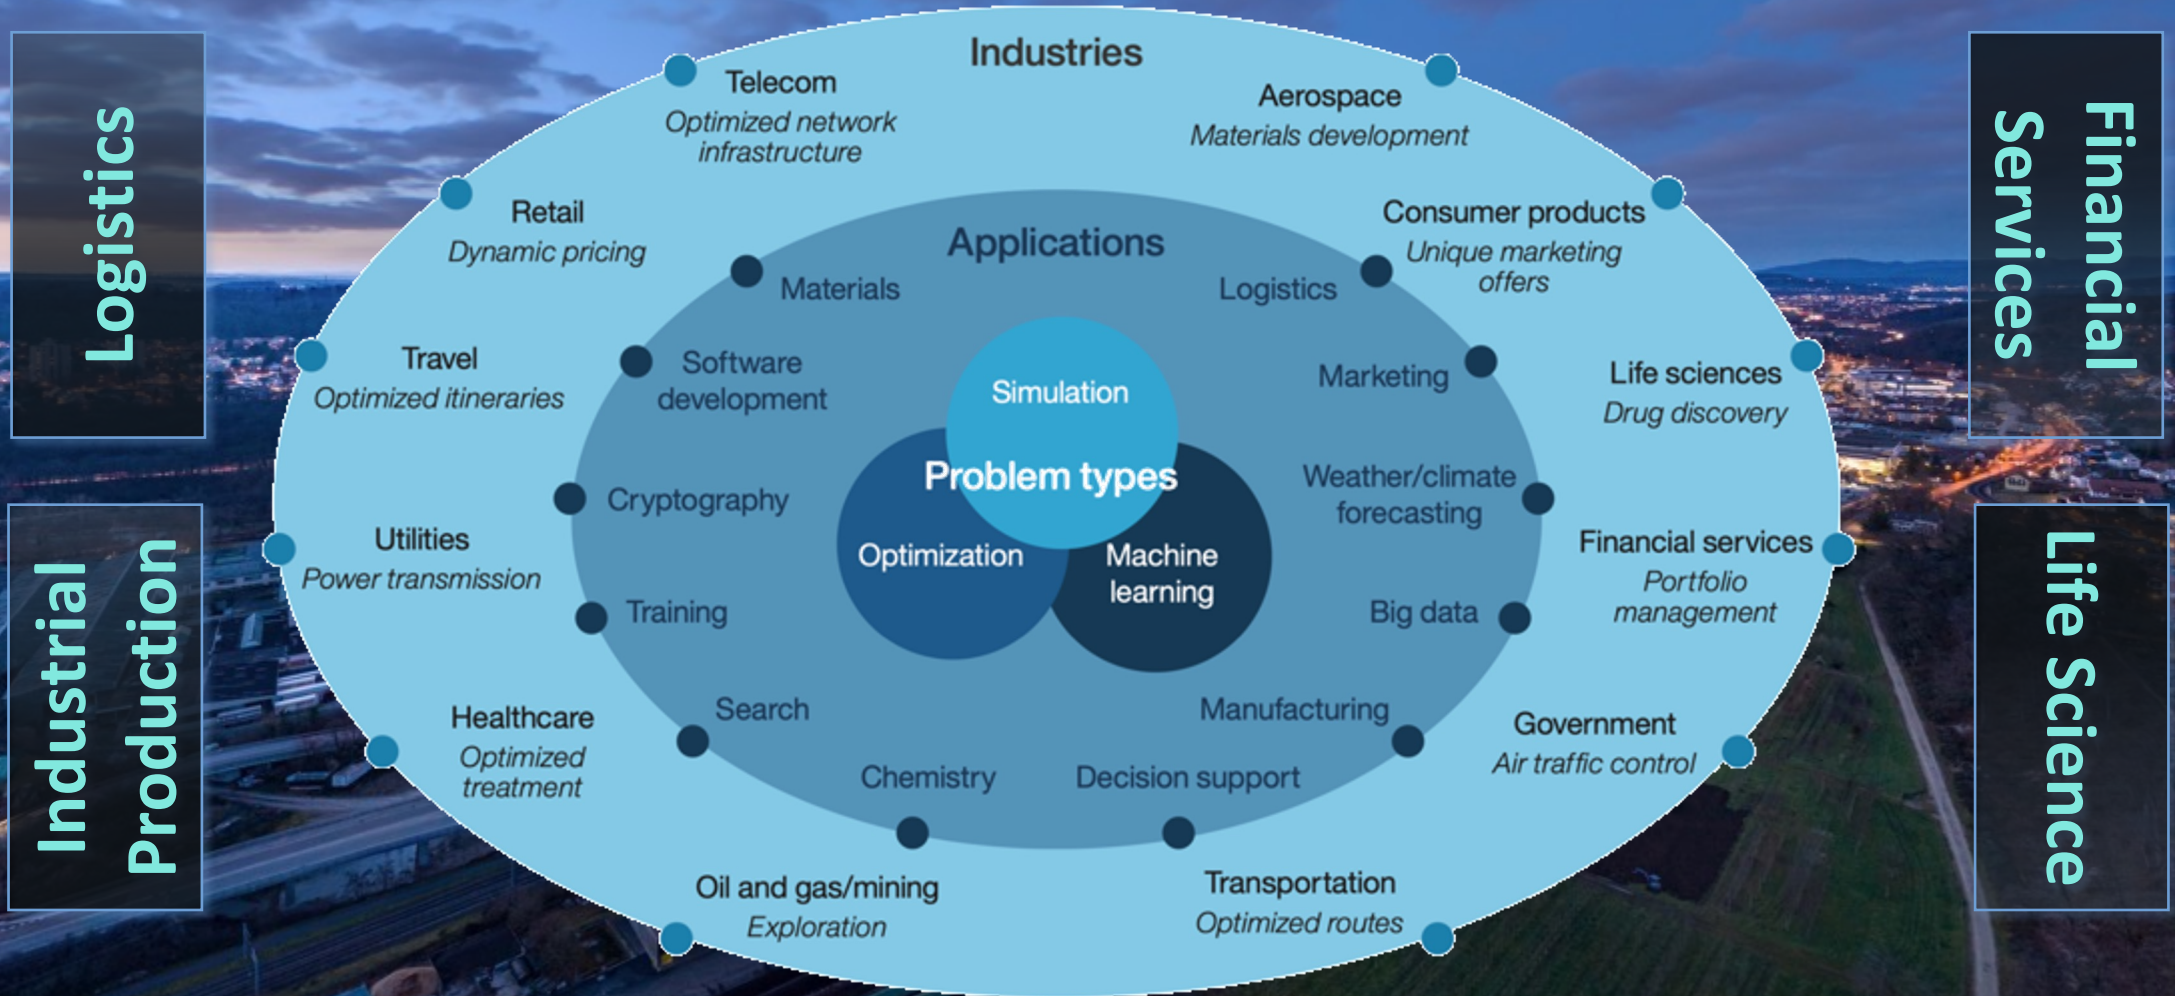 Logistics
Industrial
Production
Industries
Telecom
Optimized network
infrastructure
Aerospace
Materials development
Retail
Dynamic pricing
Consumer products
Unique marketing
offers
Travel
Optimized itineraries
Life sciences
Drug discovery
Utilities
Power transmission
Financial services
Portfolio
management
Healthcare
Optimized
treatment
Government
Air traffic control
Oil and gas/mining
Exploration
Transportation
Optimized routes
Applications
Materials
Logistics
Software
development
Marketing
Cryptography
Weather/climate
forecasting
Training
Big data
Search
Manufacturing
Chemistry
Decision support
Simulation
Problem types
Optimization
Machine
learning
Financial
Services
Life Science